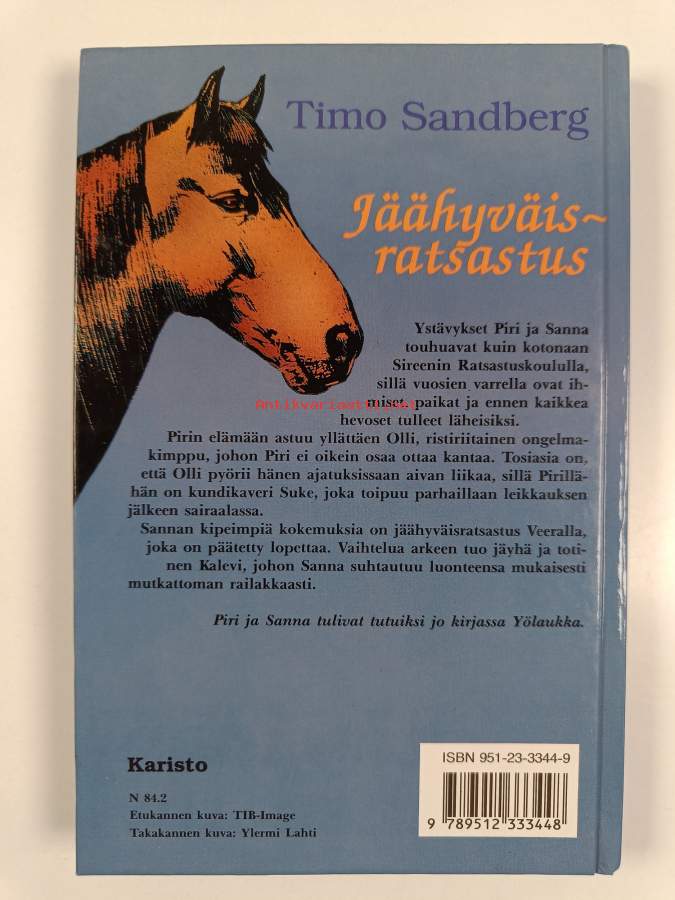 Timo Sandberg
Jäähyväis~
ratsastus
Ystävykset Piri ja Sanna
touhuavat kuin kotonaan
Sireenin Ratsastuskoululla,
sillä vuosien varrella ovat ih-
miset, paikat ja ennen kaikkea
hevoset tulleet läheisiksi.
Antikvariaatti.net
Pirin elämään astuu yllättäen Olli, ristiriitainen ongelma-
kimppu, johon Piri ei oikein osaa ottaa kantaa. Tosiasia on,
että Olli pyörii hänen ajatuksissaan aivan liikaa, sillä Pirillä-
hän on kundikaveri Suke, joka toipuu parhaillaan leikkauksen
jälkeen sairaalassa.
Sannan kipeimpiä kokemuksia on jäähyväisratsastus Veeralla,
joka on päätetty lopettaa. Vaihtelua arkeen tuo jäyhä ja toti-
nen Kalevi, johon Sanna suhtautuu luonteensa mukaisesti
mutkattoman railakkaasti.
Piri ja Sanna tulivat tutuiksi jo kirjassa Yölaukka.
Karisto
N 84.2
Etukannen kuva: TIB-Image
Takakannen kuva: Ylermi Lahti
ISBN 951-23-3344-9
9 789512 333448